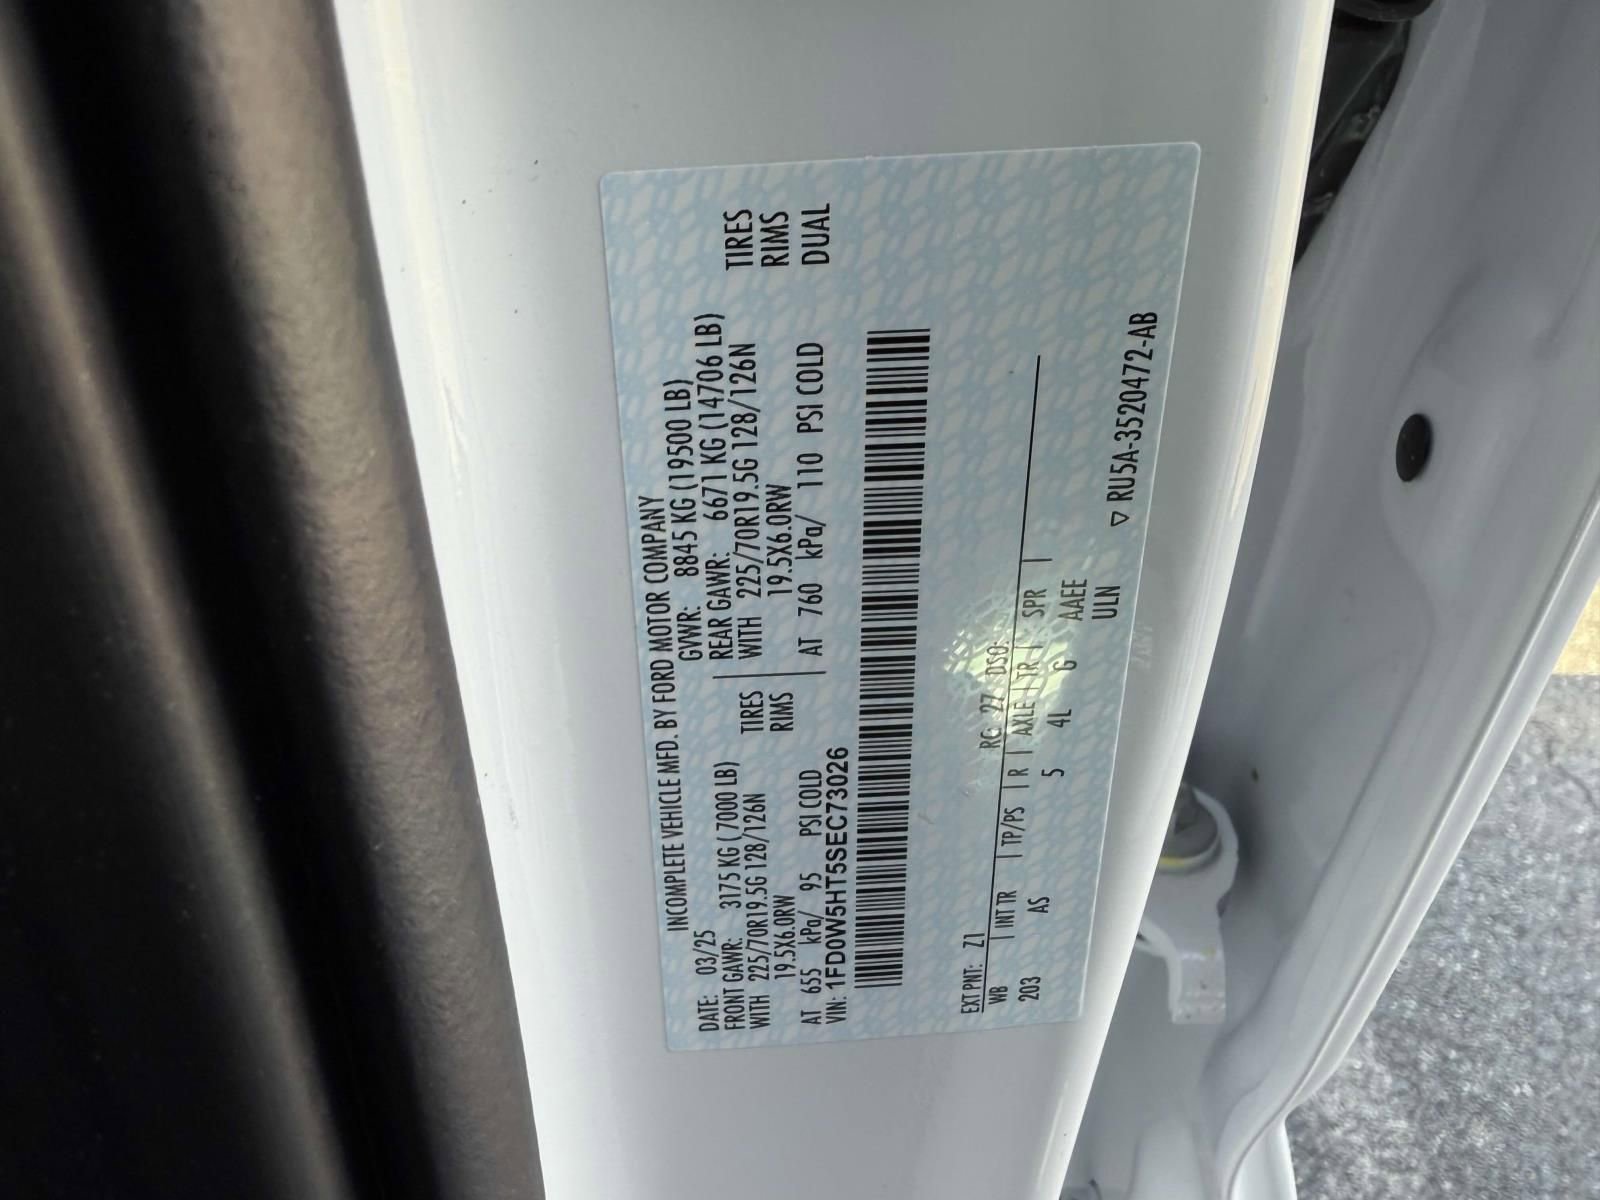 INCOMPLETE VEHICLE MFD. BY FORD MOTOR COMPANY
DATE: 03/25 GVWR: 8845 KG (19500 LB)
FRONT GAWR: 3175 KG (7000 LB) REAR GAWR: 6671 KG (14706 LB)
WITH 225/70R19.5G 128/126N TIRES WITH 225/70R19.5G 128/126N TIRES
19.5X6.0RW RIMS 19.5X6.0RW RIMS
AT 655 kPa/ 95 PSI COLD AT 760 kPa/ 110 PSI COLD DUAL
VIN: 1FD0W5HT5SEC73026
EXT PNT: Z1 RC: 27 DSO:
WB INT TR TP/PS R AXLE TR SPR
203 AS 5 4L G AAEE
ULN
▽ RU5A-3520472-AB